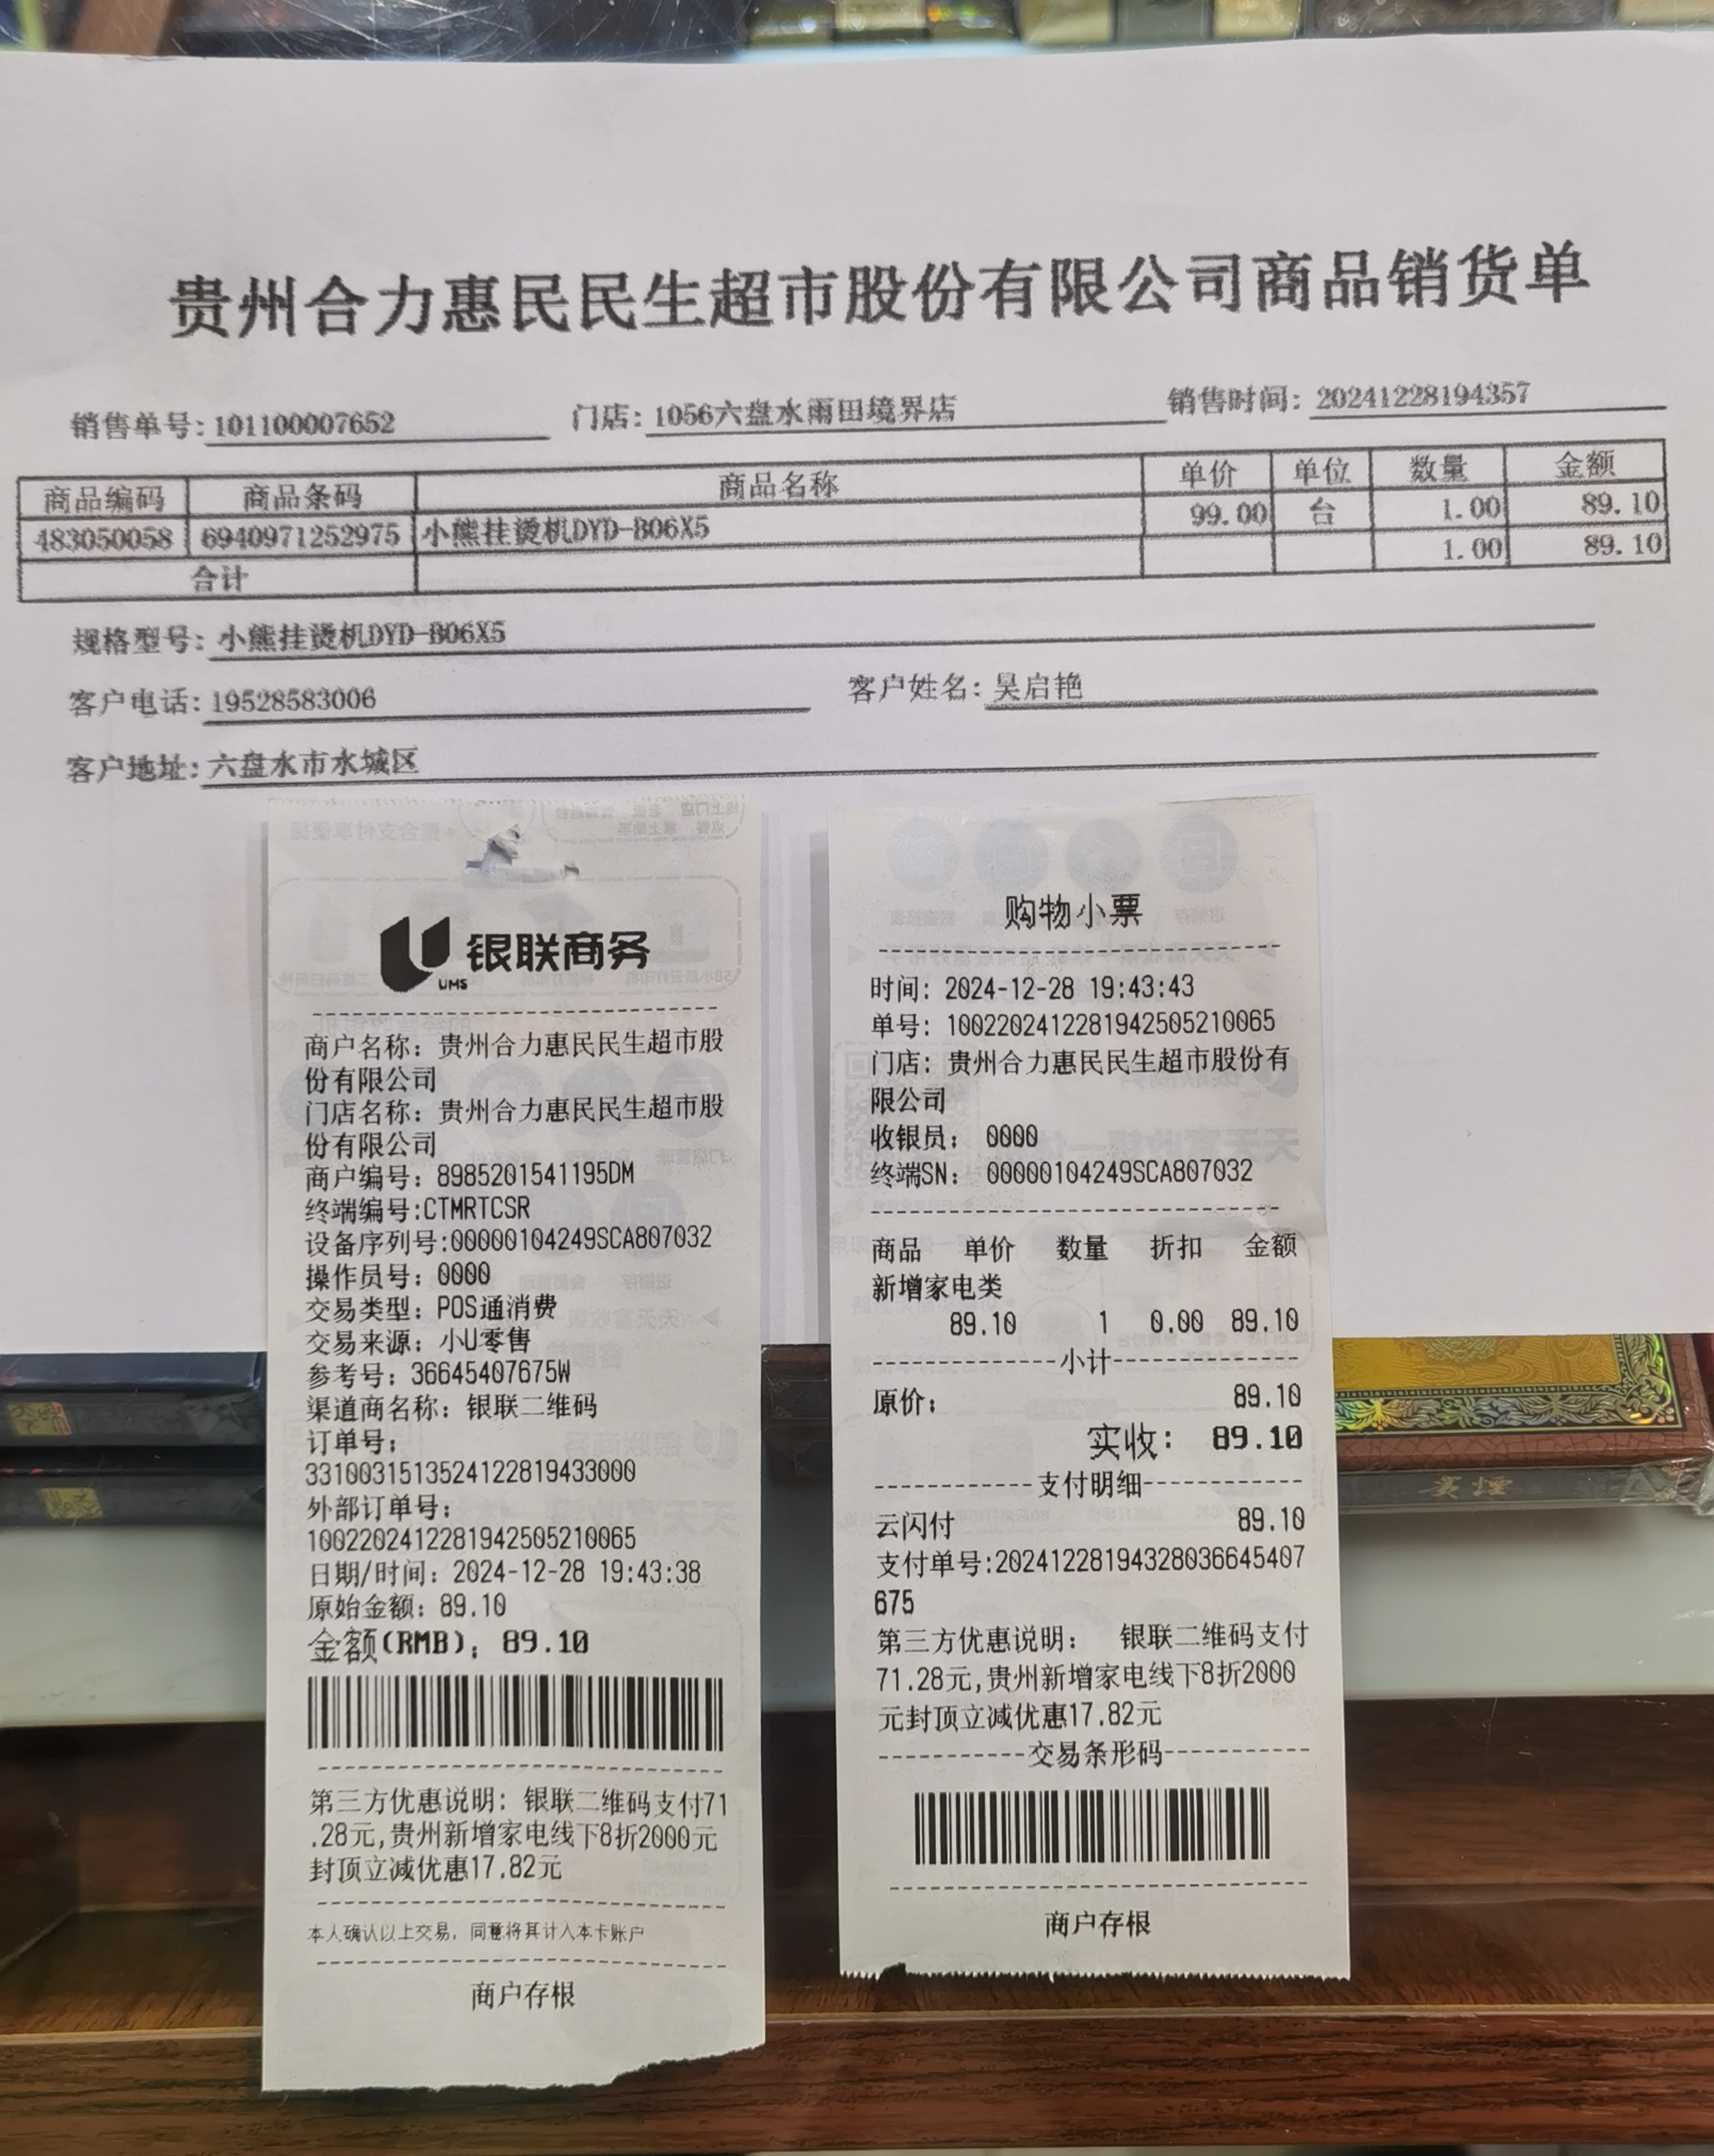 贵州合力惠民民生超市股份有限公司商品销货单
销售单号: 101100007652 门店: 1056六盘水雨田境界店 销售时间: 20241228194357
商品编码 商品条码 商品名称 单价 单位 数量 金额
483050058 6940971252975 小熊挂烫机DYD-B06X5 99.00 台 1.00 89.10
合计 1.00 89.10
规格型号: 小熊挂烫机DYD-B06X5
客户电话: 19528583006 客户姓名: 吴启艳
客户地址: 六盘水市水城区
银联商务
UMS
商户名称: 贵州合力惠民民生超市股
份有限公司
门店名称: 贵州合力惠民民生超市股
份有限公司
商户编号: 8985201541195DM
终端编号:CTMRTCSR
设备序列号:00000104249SCA807032
操作员号: 0000
交易类型: POS通消费
交易来源: 小U零售
参考号: 36645407675W
渠道商名称: 银联二维码
订单号:
3310031513524122819433000
外部订单号:
1002202412281942505210065
日期/时间: 2024-12-28 19:43:38
原始金额: 89.10
金额(RMB): 89.10
第三方优惠说明: 银联二维码支付71
.28元,贵州新增家电线下8折2000元
封顶立减优惠17.82元
本人确认以上交易, 同意将其计入本卡账户
商户存根
购物小票
时间: 2024-12-28 19:43:43
单号: 1002202412281942505210065
门店: 贵州合力惠民民生超市股份有
限公司
收银员: 0000
终端SN: 00000104249SCA807032
商品 单价 数量 折扣 金额
新增家电类
89.10 1 0.00 89.10
小计
原价: 89.10
实收: 89.10
支付明细
云闪付 89.10
支付单号:202412281943280366454​07
675
第三方优惠说明: 银联二维码支付
71.28元,贵州新增家电线下8折2000
元封顶立减优惠17.82元
交易条形码
商户存根